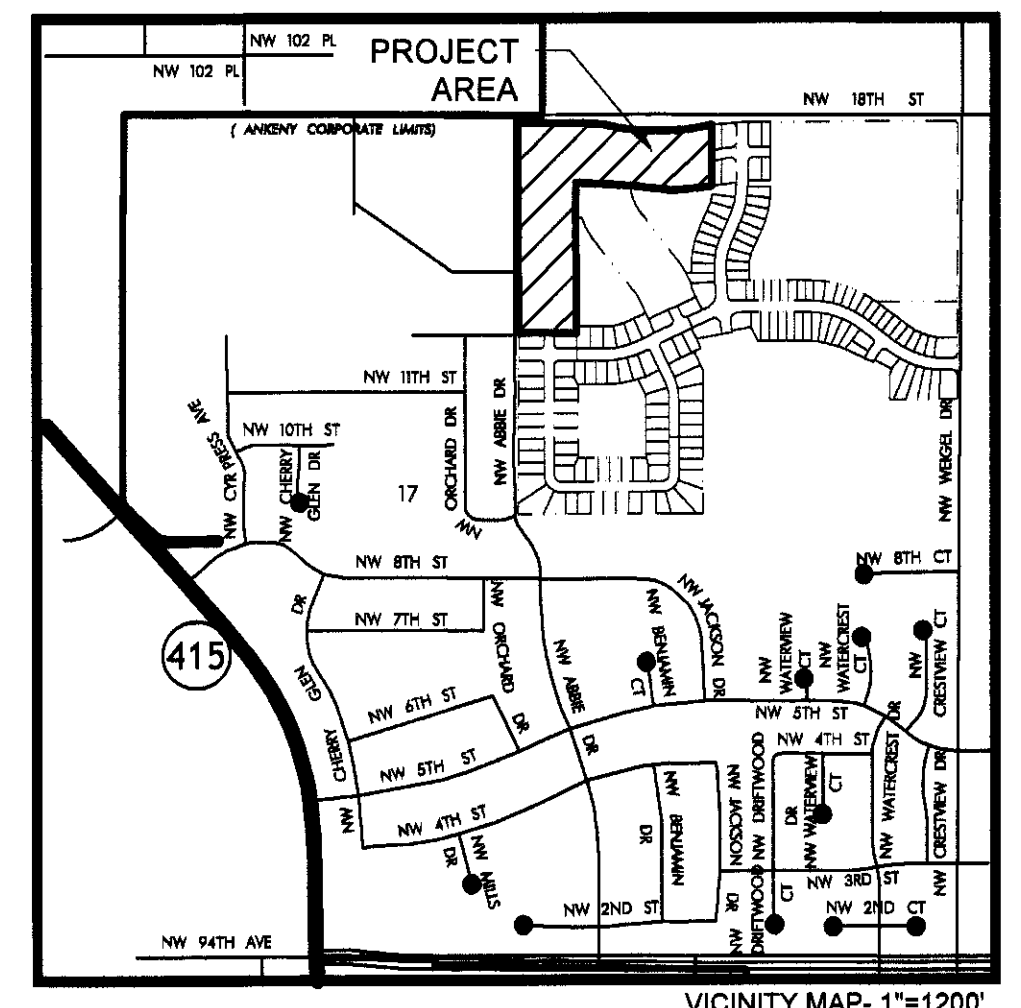 NW 102 PL
NW 102 PL
PROJECT
AREA
NW 18TH ST
( ANKENY CORPORATE LIMITS)
NW 11TH ST
NW CYPRESS AVE
NW 10TH ST
NW CHERRY
GLEN DR
17
ORCHARD DR
NW
NW ABBIE DR
NW WEIGEL DR
NW 8TH ST
NW 8TH CT
NW 7TH ST
NW ORCHARD
DR
NW ABBIE
DR
NW BENJAMIN
CT
NW JACKSON DR
NW
WATERVIEW
CT
NW
WATERCREST
CT
NW
CRESTVIEW CT
415
NW
CHERRY
GLEN
DR
NW 6TH ST
NW 5TH ST
NW 5TH ST
NW 4TH ST
NW 4TH ST
NW
DR
NW BENJAMIN
DR
NW JACKSON
DR
NW DRIFTWOOD
DR
NW DRIFTWOOD
CT
NW WATERVIEW
CT
NW WATERCREST
DR
NW CRESTVIEW DR
NW 3RD ST
NW 2ND ST
NW 2ND CT
NW 94TH AVE
VICINITY MAP- 1"=1200'